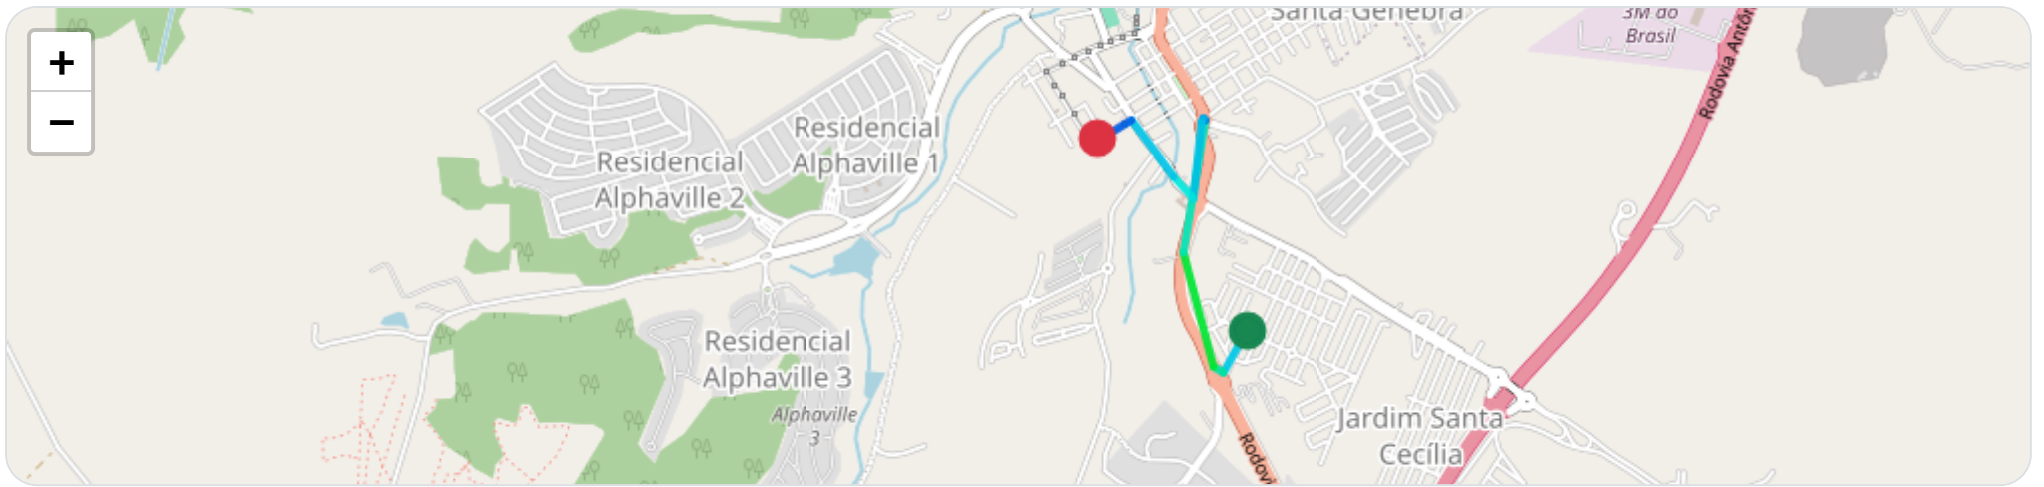 +
−
Santa Genebra
3M do
Brasil
Rodovia Antôn
Residencial
Alphaville 1
Residencial
Alphaville 2
Residencial
Alphaville 3
Alphaville
3
Jardim Santa
Cecília
Rodovi